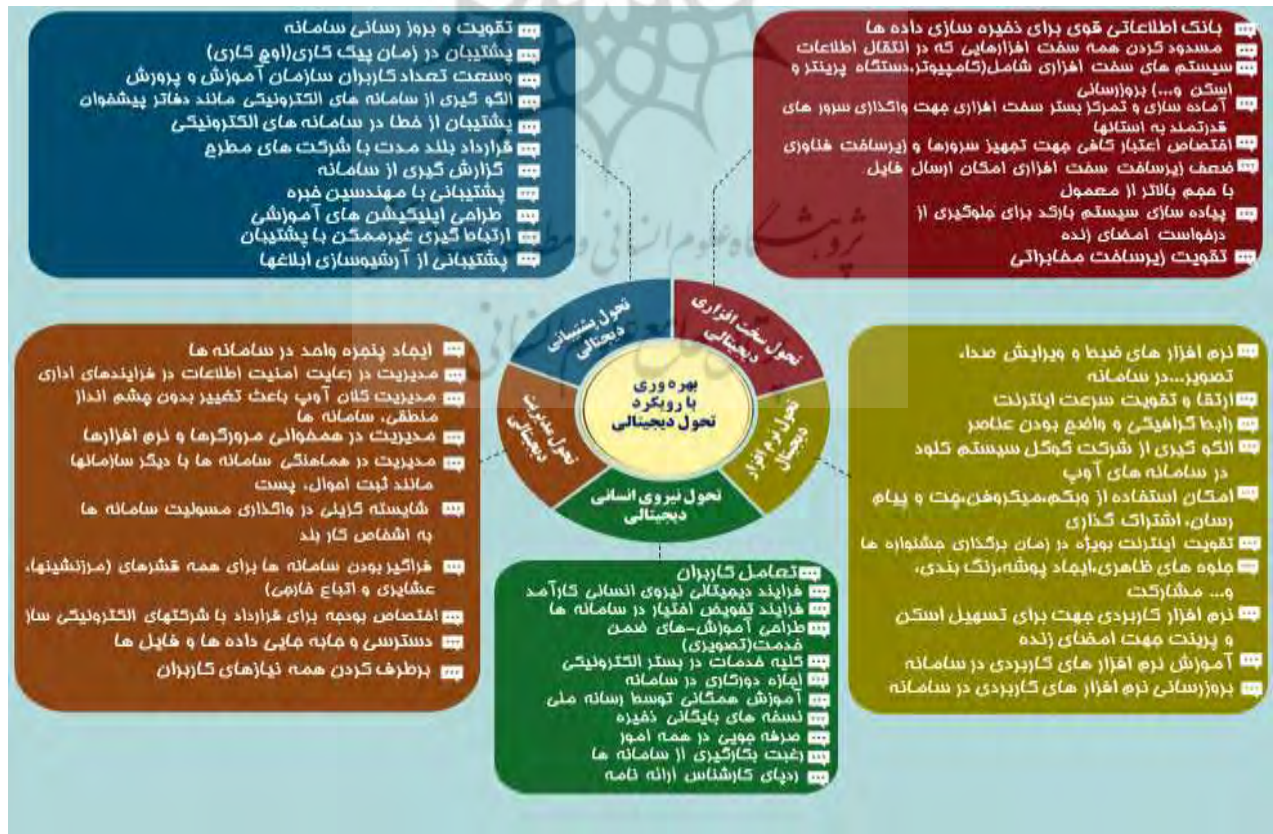 بانک اطلاعاتی قوی برای ذخیره سازی داده ها
مسدود کردن همه سخت افزارهایی که در انتقال اطلاعات
سیستم های سخت افزاری شامل(کامپیوتر،دستگاه پرینتر و
اسکن و...) بروزرسانی
آماده سازی و تمرکز بستر سخت افزاری جهت واگذاری سرور های
قدرتمند به استانها
اختصاص اعتبار کافی جهت تجهیز سرورها و زیرساخت فناوری
ضعف زیرساخت سخت افزاری امکان ارسال فایل
با حجم بالاتر از معمول
پیاده سازی سیستم بارکد برای جلوگیری از
درخواست امضای زنده
تقویت زیرساخت مخابراتی
تقویت و بروز رسانی سامانه
پشتیبان در زمان پیک کاری(اوج کاری)
وسعت تعداد کاربران سازمان آموزش و پرورش
الگو گیری از سامانه های الکترونیکی مانند دفاتر پیشخوان
پشتیبان از خطا در سامانه های الکترونیکی
قرارداد بلند مدت با شرکت های مطرح
گزارش گیری از سامانه
پشتیبانی با مهندسین خبره
طراحی اپلیکیشن های آموزشی
ارتباط گیری غیرممکن با پشتیبان
پشتیبانی از آرشیوسازی ابلاغها
پژوهشگاه علوم انسانی و
جامع علوم انسانی
تحول سخت افزاری
دیجیتالی
تحول پشتیبانی
دیجیتالی
بهره وری
با رویکرد
تحول دیجیتالی
تحول نرم افزار
دیجیتال
تحول مدیریت
دیجیتالی
تحول نیروی انسانی
دیجیتالی
نرم افزار های ضبط و ویرایش صدا،
تصویر...در سامانه
ارتقا و تقویت سرعت اینترنت
رابط گرافیکی و واضح بودن عناصر
الگو گیری از شرکت گوگل سیستم کلود
در سامانه های آوپ
امکان استفاده از وبکم،میکروفن،چت و پیام
رسان، اشتراک گذاری
تقویت اینترنت بویژه در زمان برگذاری جشنواره ها
جلوه های ظاهری،ایجاد پوشه،رنگ بندی،
و... مشارکت
نرم افزار کاربردی جهت برای تسهیل اسکن
و پرینت جهت امضای زنده
آموزش نرم افزار های کاربردی در سامانه
بروزرسانی نرم افزار های کاربردی در سامانه
ایجاد پنجره واحد در سامانه ها
مدیریت در رعایت امنیت اطلاعات در فرایندهای اداری
مدیریت کلان آوپ باعث تغییر بدون چشم انداز
منطقی، سامانه ها
مدیریت در همخوانی مرورگرها و نرم افزارها
مدیریت در هماهنگی سامانه ها با دیگر سازمانها
مانند ثبت اموال، پست
شایسته گزینی در واگذاری مسولیت سامانه ها
به اشخاص کار بلد
فراگیر بودن سامانه ها برای همه قشرهای (مرزنشینها،
عشایری و اتباع خارجی)
اختصاص بودجه برای قرارداد با شرکتهای الکترونیکی ساز
دسترسی و جابه جایی داده ها و فایل ها
برطرف کردن همه نیازهای کاربران
تعامل کاربران
فرایند دیجیتالی نیروی انسانی کارآمد
فرایند تفویض اختیار در سامانه ها
طراحی آموزش-های ضمن
خدمت(تصویری)
کلیه خدمات در بستر الکترونیکی
اجازه دورکاری در سامانه
آموزش همگانی توسط رسانه ملی
نسخه های بایگانی ذخیره
صرفه جویی در همه امور
رغبت بکارگیری از سامانه ها
ردپای کارشناس ارائه نامه